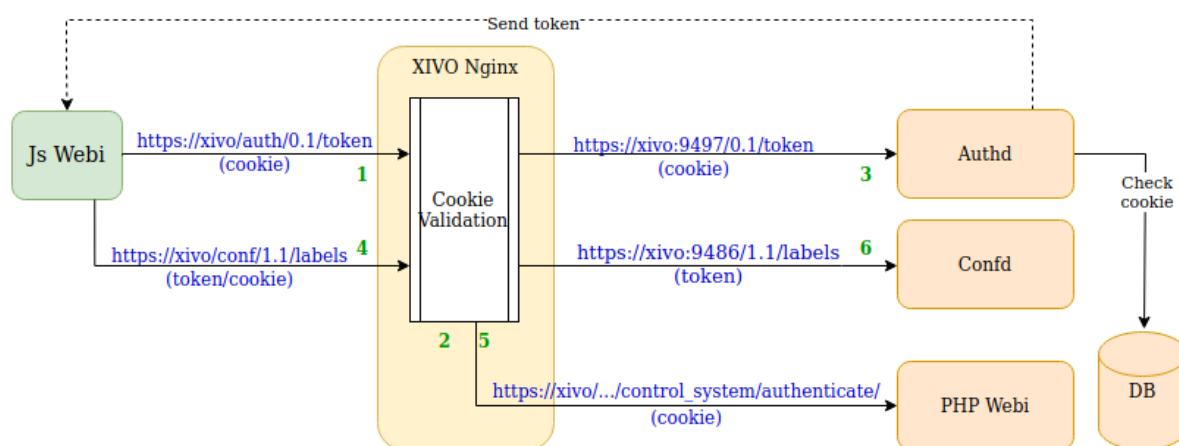 Send token
XIVO Nginx
Js Webi
https://xivo/auth/0.1/token
(cookie)
1
https://xivo:9497/0.1/token
(cookie)
3
Authd
Check
cookie
Cookie
Validation
https://xivo/conf/1.1/labels
(token/cookie)
4
https://xivo:9486/1.1/labels
(token)
6
Confd
2
5
https://xivo/.../control_system/authenticate/
(cookie)
PHP Webi
DB